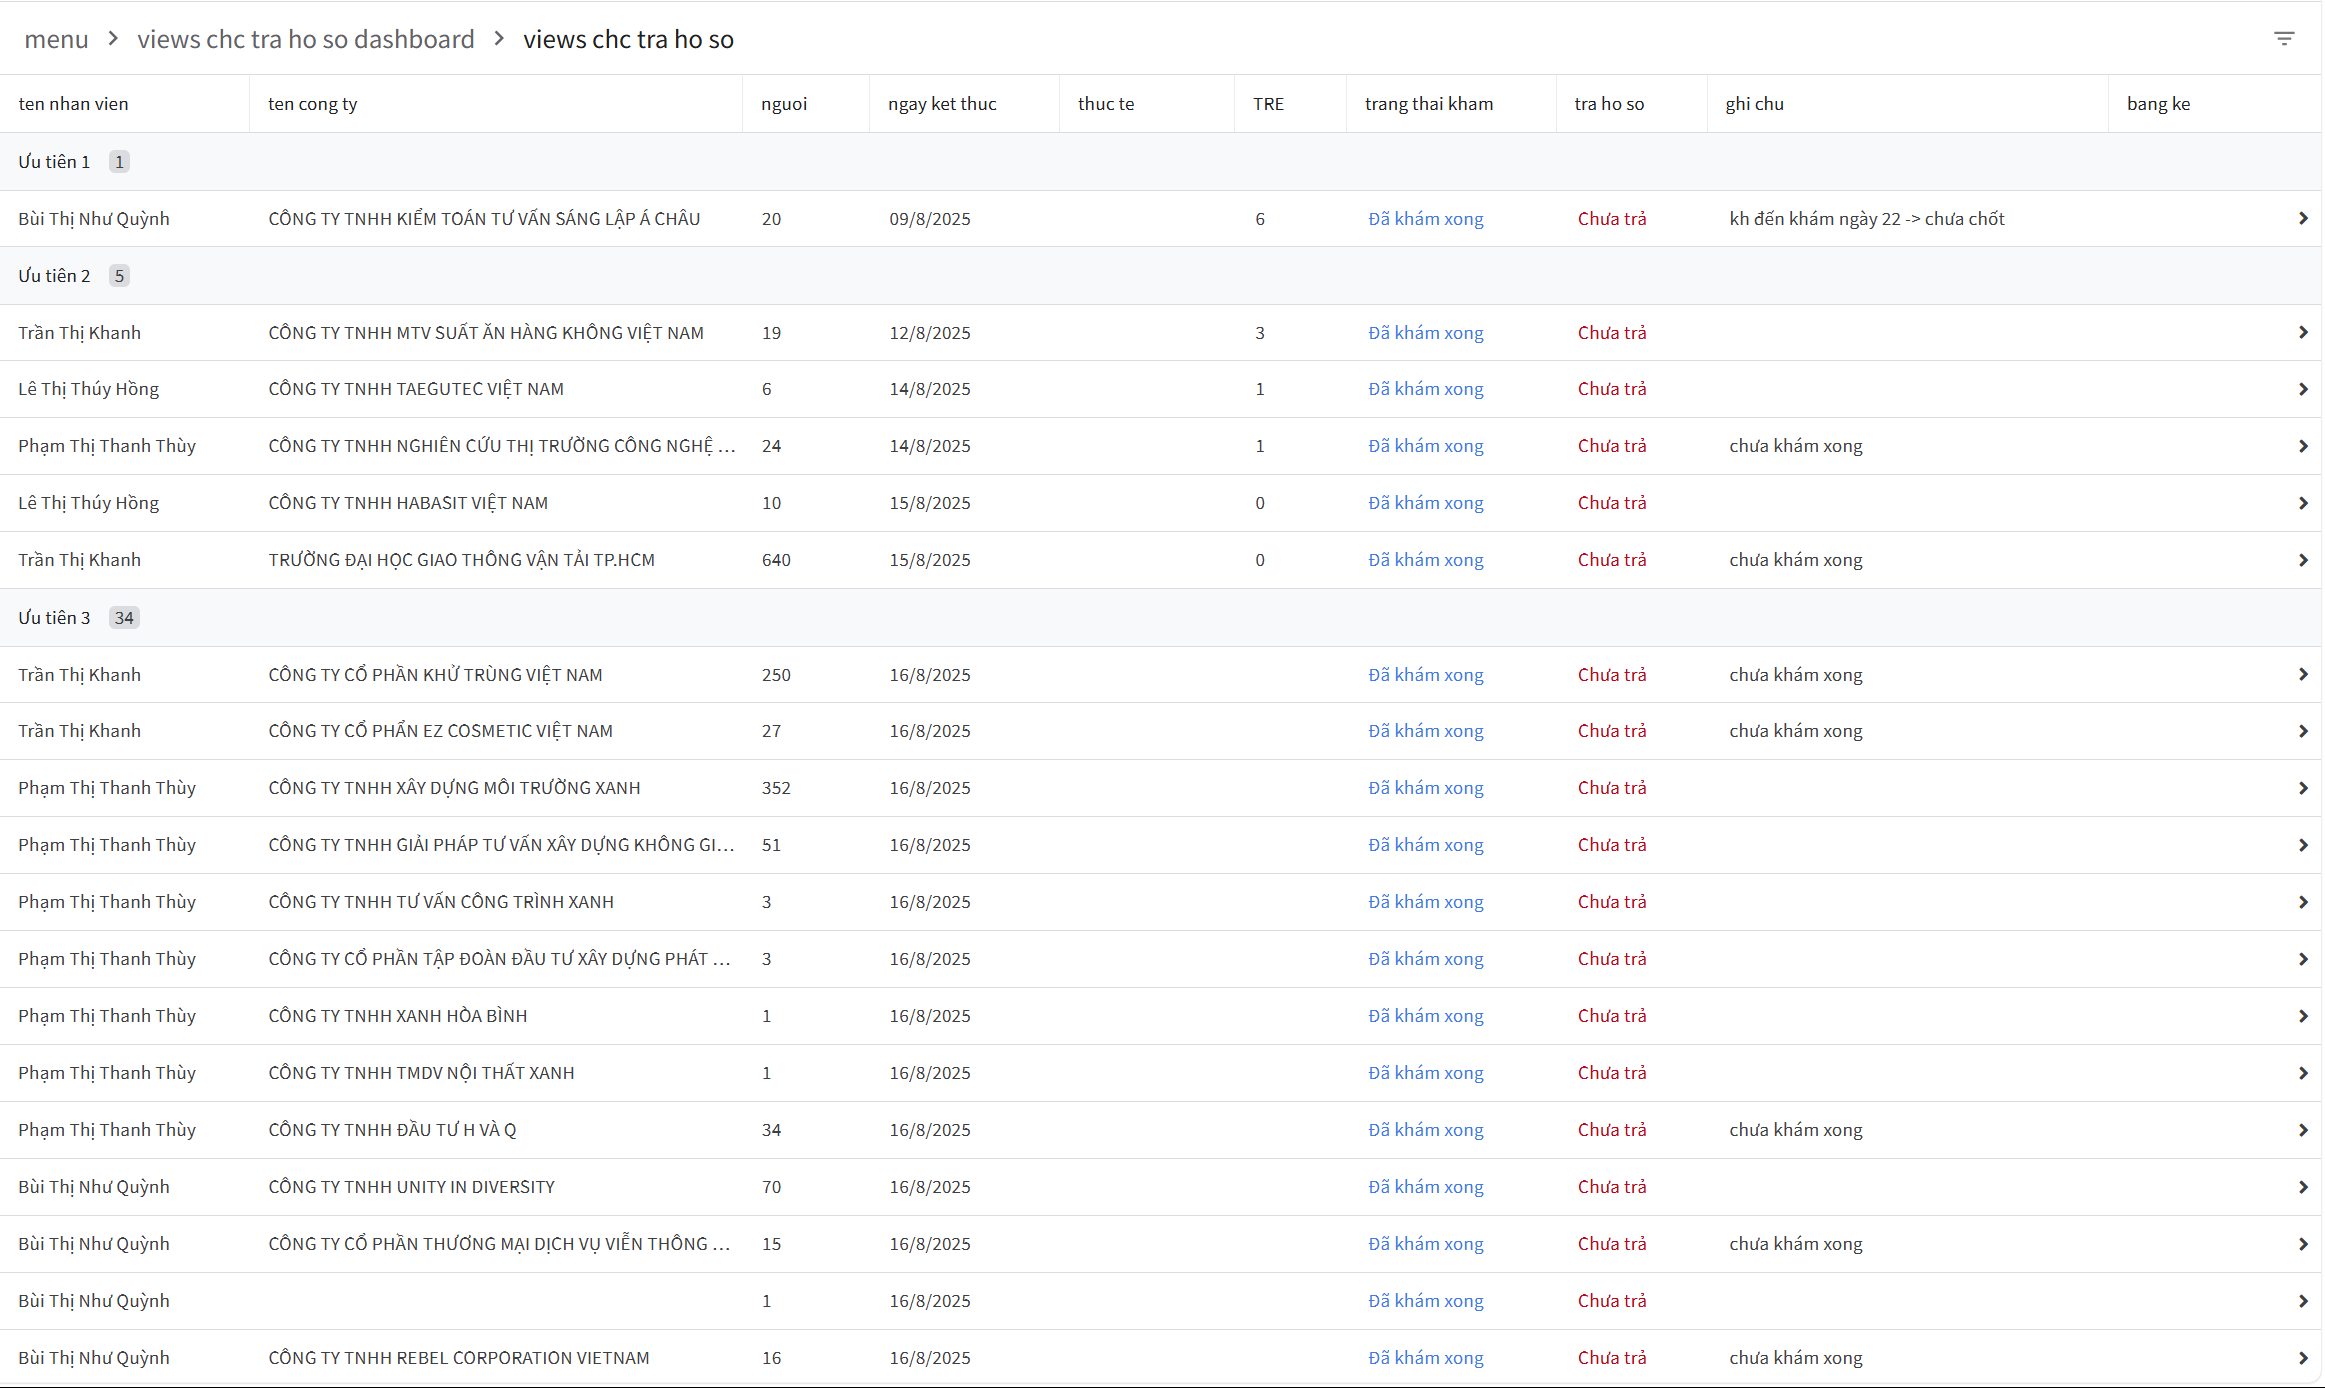 menu > views chc tra ho so dashboard > views chc tra ho so
ten nhan vien ten cong ty nguoi ngay ket thuc thuc te TRE trang thai kham tra ho so ghi chu bang ke
Ưu tiên 1 1
Bùi Thị Như Quỳnh CÔNG TY TNHH KIỂM TOÁN TƯ VẤN SÁNG LẬP Á CHÂU 20 09/8/2025 6 Đã khám xong Chưa trả kh đến khám ngày 22 -> chưa chốt
Ưu tiên 2 5
Trần Thị Khanh CÔNG TY TNHH MTV SUẤT ĂN HÀNG KHÔNG VIỆT NAM 19 12/8/2025 3 Đã khám xong Chưa trả
Lê Thị Thúy Hồng CÔNG TY TNHH TAEGUTEC VIỆT NAM 6 14/8/2025 1 Đã khám xong Chưa trả
Phạm Thị Thanh Thùy CÔNG TY TNHH NGHIÊN CỨU THỊ TRƯỜNG CÔNG NGHỆ ... 24 14/8/2025 1 Đã khám xong Chưa trả chưa khám xong
Lê Thị Thúy Hồng CÔNG TY TNHH HABASIT VIỆT NAM 10 15/8/2025 0 Đã khám xong Chưa trả
Trần Thị Khanh TRƯỜNG ĐẠI HỌC GIAO THÔNG VẬN TẢI TP.HCM 640 15/8/2025 0 Đã khám xong Chưa trả chưa khám xong
Ưu tiên 3 34
Trần Thị Khanh CÔNG TY CỔ PHẦN KHỬ TRÙNG VIỆT NAM 250 16/8/2025 Đã khám xong Chưa trả chưa khám xong
Trần Thị Khanh CÔNG TY CỔ PHẨN EZ COSMETIC VIỆT NAM 27 16/8/2025 Đã khám xong Chưa trả chưa khám xong
Phạm Thị Thanh Thùy CÔNG TY TNHH XÂY DỰNG MÔI TRƯỜNG XANH 352 16/8/2025 Đã khám xong Chưa trả
Phạm Thị Thanh Thùy CÔNG TY TNHH GIẢI PHÁP TƯ VẤN XÂY DỰNG KHÔNG GI... 51 16/8/2025 Đã khám xong Chưa trả
Phạm Thị Thanh Thùy CÔNG TY TNHH TƯ VẤN CÔNG TRÌNH XANH 3 16/8/2025 Đã khám xong Chưa trả
Phạm Thị Thanh Thùy CÔNG TY CỔ PHẦN TẬP ĐOÀN ĐẦU TƯ XÂY DỰNG PHÁT ... 3 16/8/2025 Đã khám xong Chưa trả
Phạm Thị Thanh Thùy CÔNG TY TNHH XANH HÒA BÌNH 1 16/8/2025 Đã khám xong Chưa trả
Phạm Thị Thanh Thùy CÔNG TY TNHH TMDV NỘI THẤT XANH 1 16/8/2025 Đã khám xong Chưa trả
Phạm Thị Thanh Thùy CÔNG TY TNHH ĐẦU TƯ H VÀ Q 34 16/8/2025 Đã khám xong Chưa trả chưa khám xong
Bùi Thị Như Quỳnh CÔNG TY TNHH UNITY IN DIVERSITY 70 16/8/2025 Đã khám xong Chưa trả
Bùi Thị Như Quỳnh CÔNG TY CỔ PHẦN THƯƠNG MẠI DỊCH VỤ VIỄN THÔNG ... 15 16/8/2025 Đã khám xong Chưa trả chưa khám xong
Bùi Thị Như Quỳnh 1 16/8/2025 Đã khám xong Chưa trả
Bùi Thị Như Quỳnh CÔNG TY TNHH REBEL CORPORATION VIETNAM 16 16/8/2025 Đã khám xong Chưa trả chưa khám xong